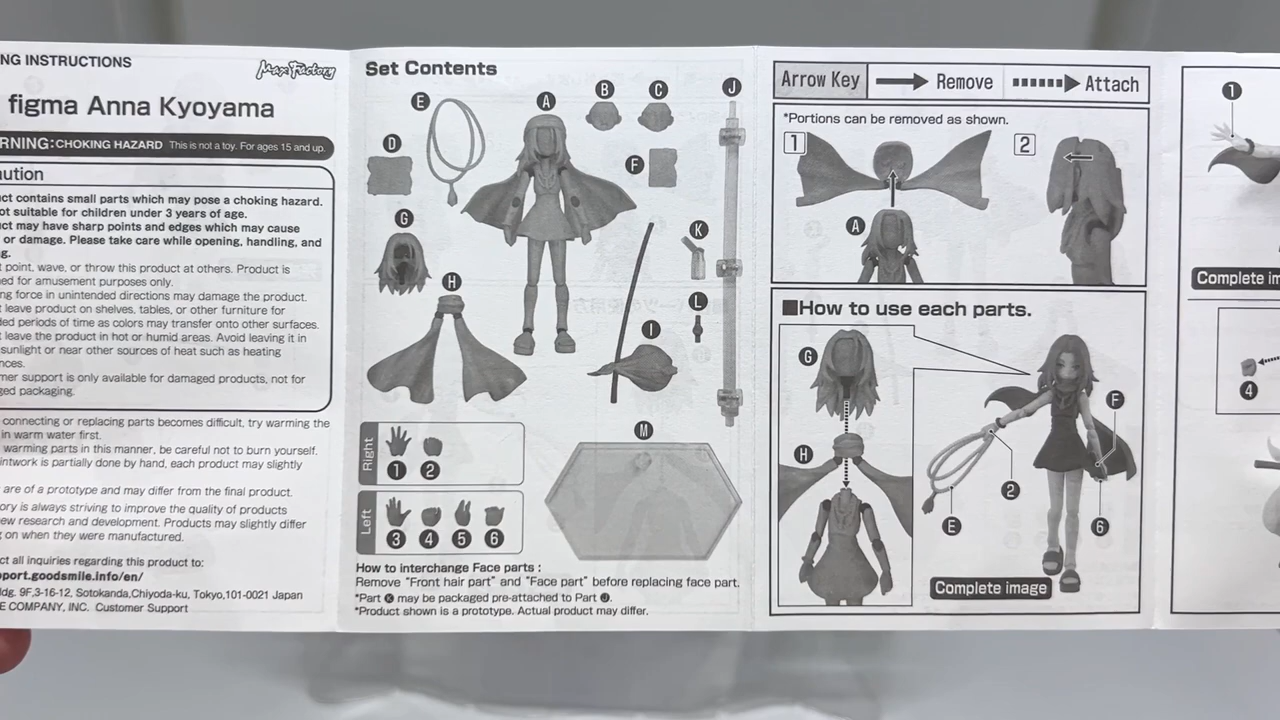 NG INSTRUCTIONS
Max Factory
figma Anna Kyoyama
RNING: CHOKING HAZARD This is not a toy. For ages 15 and up.
aution
ct contains small parts which may pose a choking hazard.
ot suitable for children under 3 years of age.
ct may have sharp points and edges which may cause
or damage. Please take care while opening, handling, and
g.
t point, wave, or throw this product at others. Product is
ed for amusement purposes only.
ng force in unintended directions may damage the product.
t leave product on shelves, tables, or other furniture for
ded periods of time as colors may transfer onto other surfaces.
t leave the product in hot or humid areas. Avoid leaving it in
sunlight or near other sources of heat such as heating
nces.
mer support is only available for damaged products, not for
ged packaging.
connecting or replacing parts becomes difficult, try warming the
in warm water first.
warming parts in this manner, be careful not to burn yourself.
intwork is partially done by hand, each product may slightly
are of a prototype and may differ from the final product.
ory is always striving to improve the quality of products
ew research and development. Products may slightly differ
on when they were manufactured.
ct all inquiries regarding this product to:
pport.goodsmile.info/en/
ldg. 9F,3-16-12, Sotokanda,Chiyoda-ku, Tokyo,101-0021 Japan
E COMPANY, INC. Customer Support
Set Contents
E
A
B
C
J
D
F
G
K
H
L
I
M
Right
1 2
Left
3 4 5 6
How to interchange Face parts :
Remove "Front hair part" and "Face part" before replacing face part.
*Part K may be packaged pre-attached to Part J.
*Product shown is a prototype. Actual product may differ.
Arrow Key Remove Attach
*Portions can be removed as shown.
1
2
A
■How to use each parts.
G
H
F
2
E
6
Complete image
1
Complete im
4